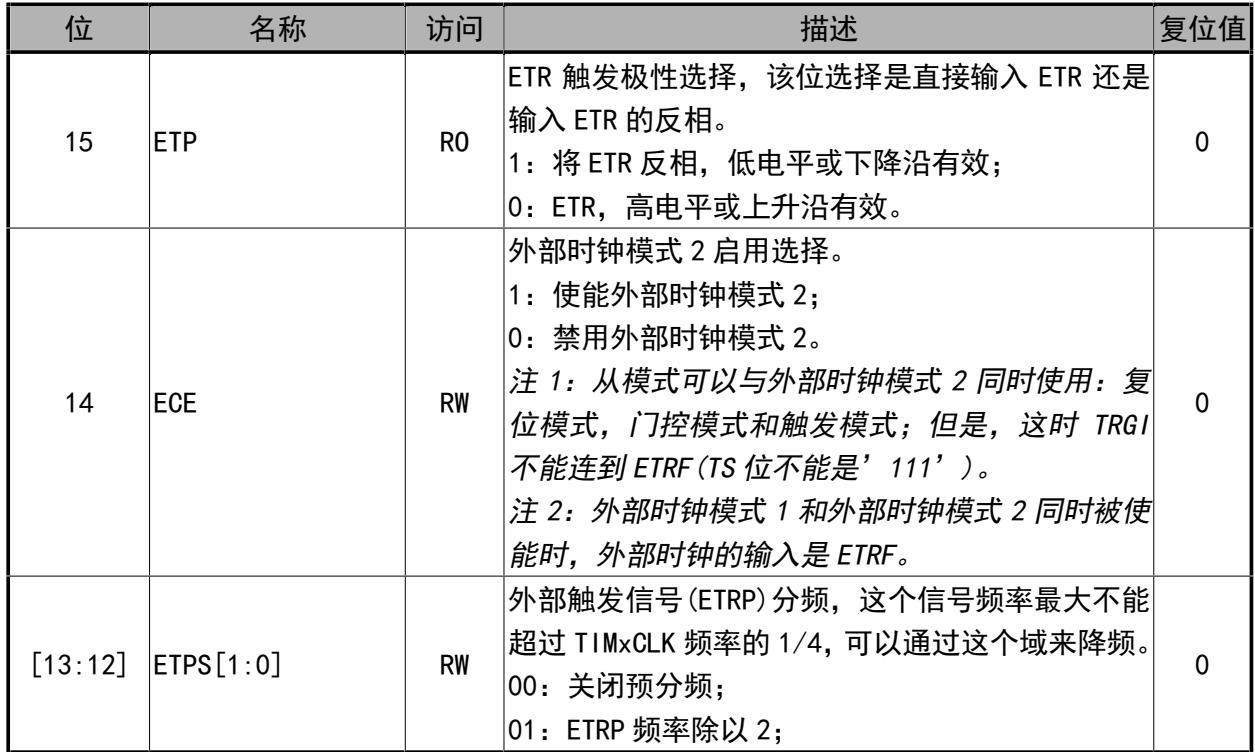 位 名称 访问 描述 复位值
ETR 触发极性选择，该位选择是直接输入 ETR 还是
输入 ETR 的反相。
15 ETP RO 0
1：将 ETR 反相，低电平或下降沿有效；
0：ETR，高电平或上升沿有效。
外部时钟模式 2 启用选择。
1：使能外部时钟模式 2；
0：禁用外部时钟模式 2。
注 1：从模式可以与外部时钟模式 2 同时使用：复
14 ECE RW 0
位模式，门控模式和触发模式；但是，这时 TRGI
不能连到 ETRF(TS 位不能是’111’)。
注 2：外部时钟模式 1 和外部时钟模式 2 同时被使
能时，外部时钟的输入是 ETRF。
外部触发信号(ETRP)分频，这个信号频率最大不能
超过 TIMxCLK 频率的 1/4，可以通过这个域来降频。
[13:12] ETPS[1:0] RW 0
00：关闭预分频；
01：ETRP 频率除以 2；